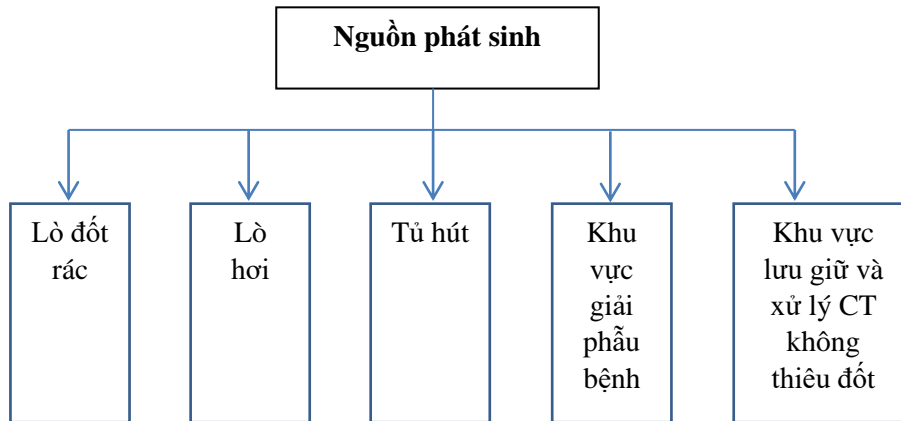 Nguồn phát sinh
Lò đốt
rác
Lò
hơi
Tủ hút
Khu
vực
giải
phẫu
bệnh
Khu vực
lưu giữ và
xử lý CT
không
thiêu đốt